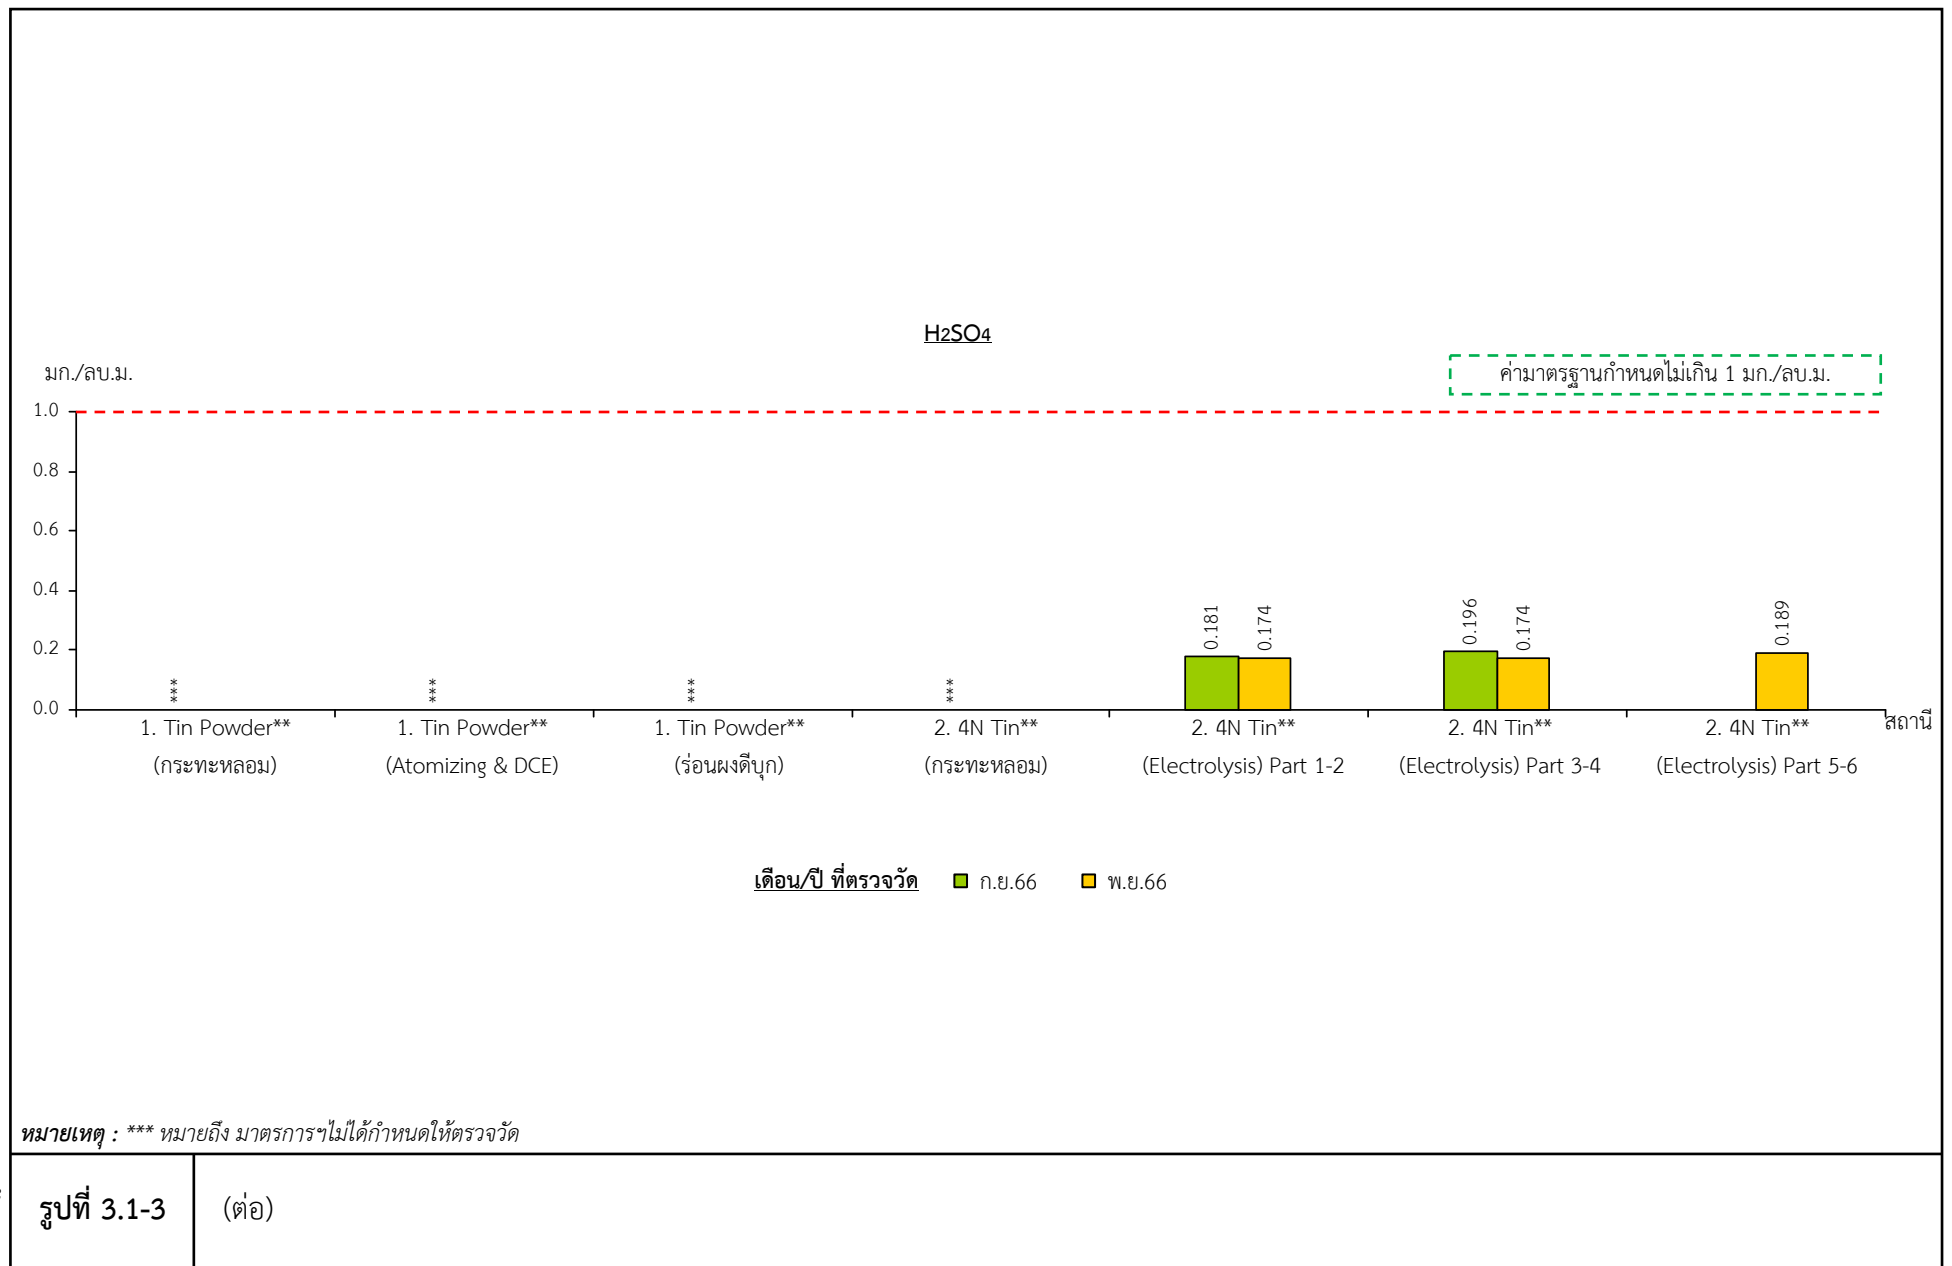 H2SO4
มก./ลบ.ม.
ค่ามาตรฐานกำหนดไม่เกิน 1 มก./ลบ.ม.
1.0
0.8
0.6
0.4
0.2
0.0
***
***
***
***
0.181
0.174
0.196
0.174
0.189
1. Tin Powder**
(กระทะหลอม)
1. Tin Powder**
(Atomizing & DCE)
1. Tin Powder**
(ร่อนผงดีบุก)
2. 4N Tin**
(กระทะหลอม)
2. 4N Tin**
(Electrolysis) Part 1-2
2. 4N Tin**
(Electrolysis) Part 3-4
2. 4N Tin**
(Electrolysis) Part 5-6
สถานี
เดือน/ปี ที่ตรวจวัด ก.ย.66 พ.ย.66
หมายเหตุ : *** หมายถึง มาตรการฯไม่ได้กำหนดให้ตรวจวัด
รูปที่ 3.1-3 (ต่อ)